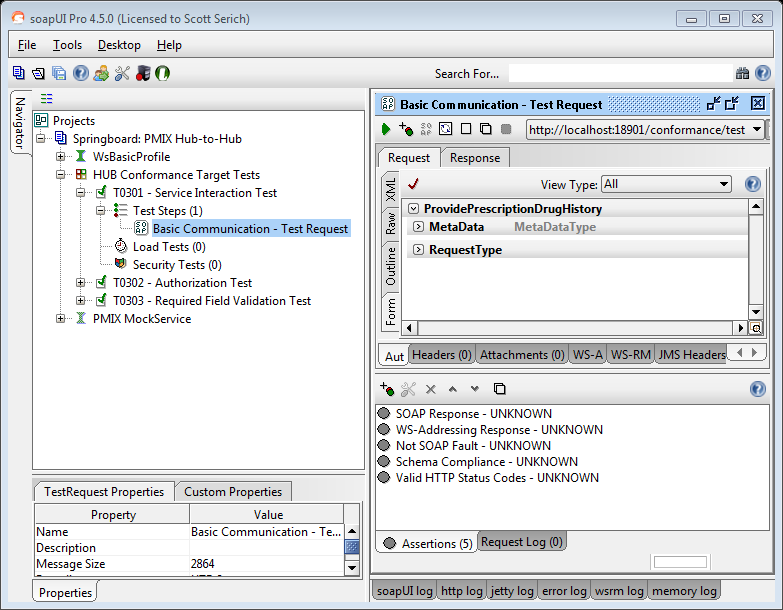 soapUI Pro 4.5.0 (Licensed to Scott Serich)
File Tools Desktop Help
Search For...
Navigator
Projects
Springboard: PMIX Hub-to-Hub
WsBasicProfile
HUB Conformance Target Tests
T0301 - Service Interaction Test
Test Steps (1)
Basic Communication - Test Request
Load Tests (0)
Security Tests (0)
T0302 - Authorization Test
T0303 - Required Field Validation Test
PMIX MockService
TestRequest Properties Custom Properties
Property Value
Name Basic Communication - Te...
Description
Message Size 2864
Properties
Basic Communication - Test Request
http://localhost:18901/conformance/test
Request Response
XML
Raw
Outline
Form
View Type: All
ProvidePrescriptionDrugHistory
MetaData MetaDataType
RequestType
Aut Headers (0) Attachments (0) WS-A WS-RM JMS Headers
SOAP Response - UNKNOWN
WS-Addressing Response - UNKNOWN
Not SOAP Fault - UNKNOWN
Schema Compliance - UNKNOWN
Valid HTTP Status Codes - UNKNOWN
Assertions (5) Request Log (0)
soapUI log http log jetty log error log wsrm log memory log